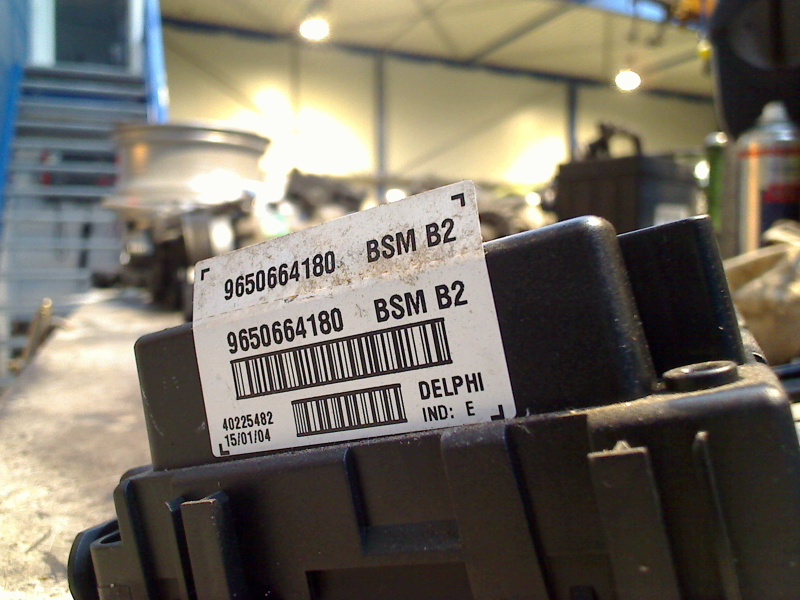 9650664180 BSM B2
9650664180 BSM B2
DELPHI
40225482
15/01/04
IND: E